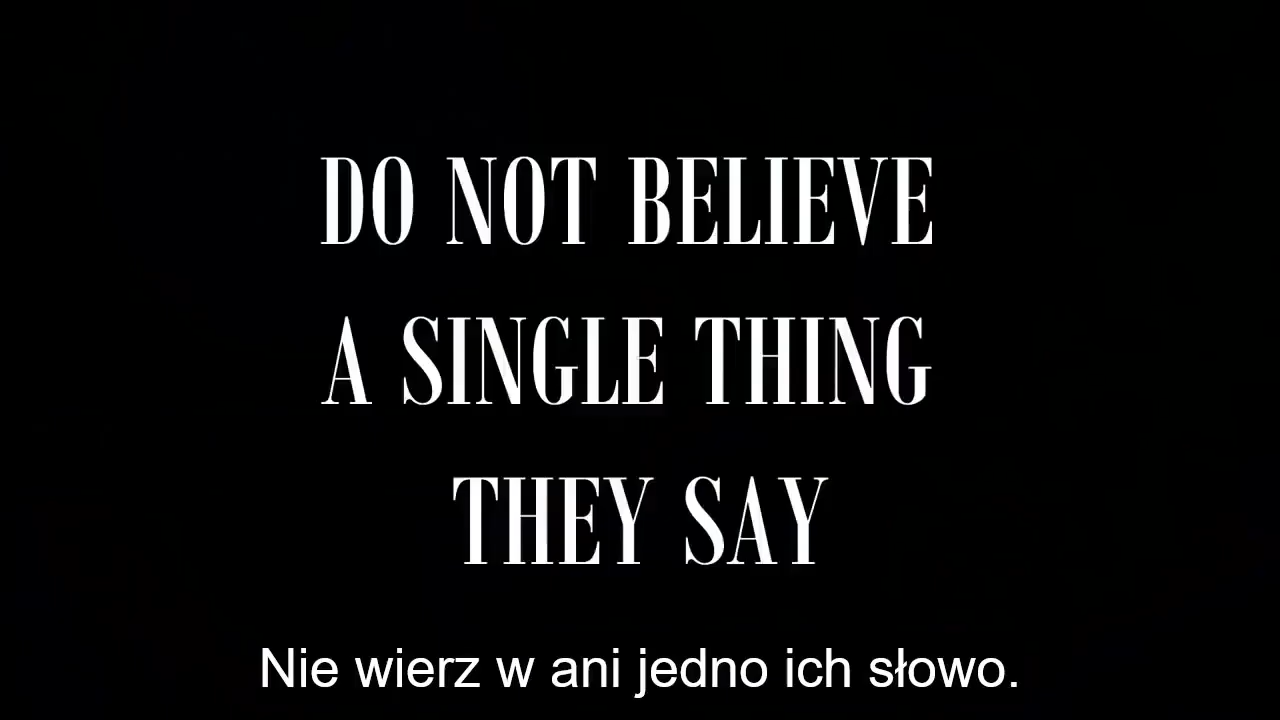 DO NOT BELIEVE
A SINGLE THING
THEY SAY
Nie wierz w ani jedno ich słowo.